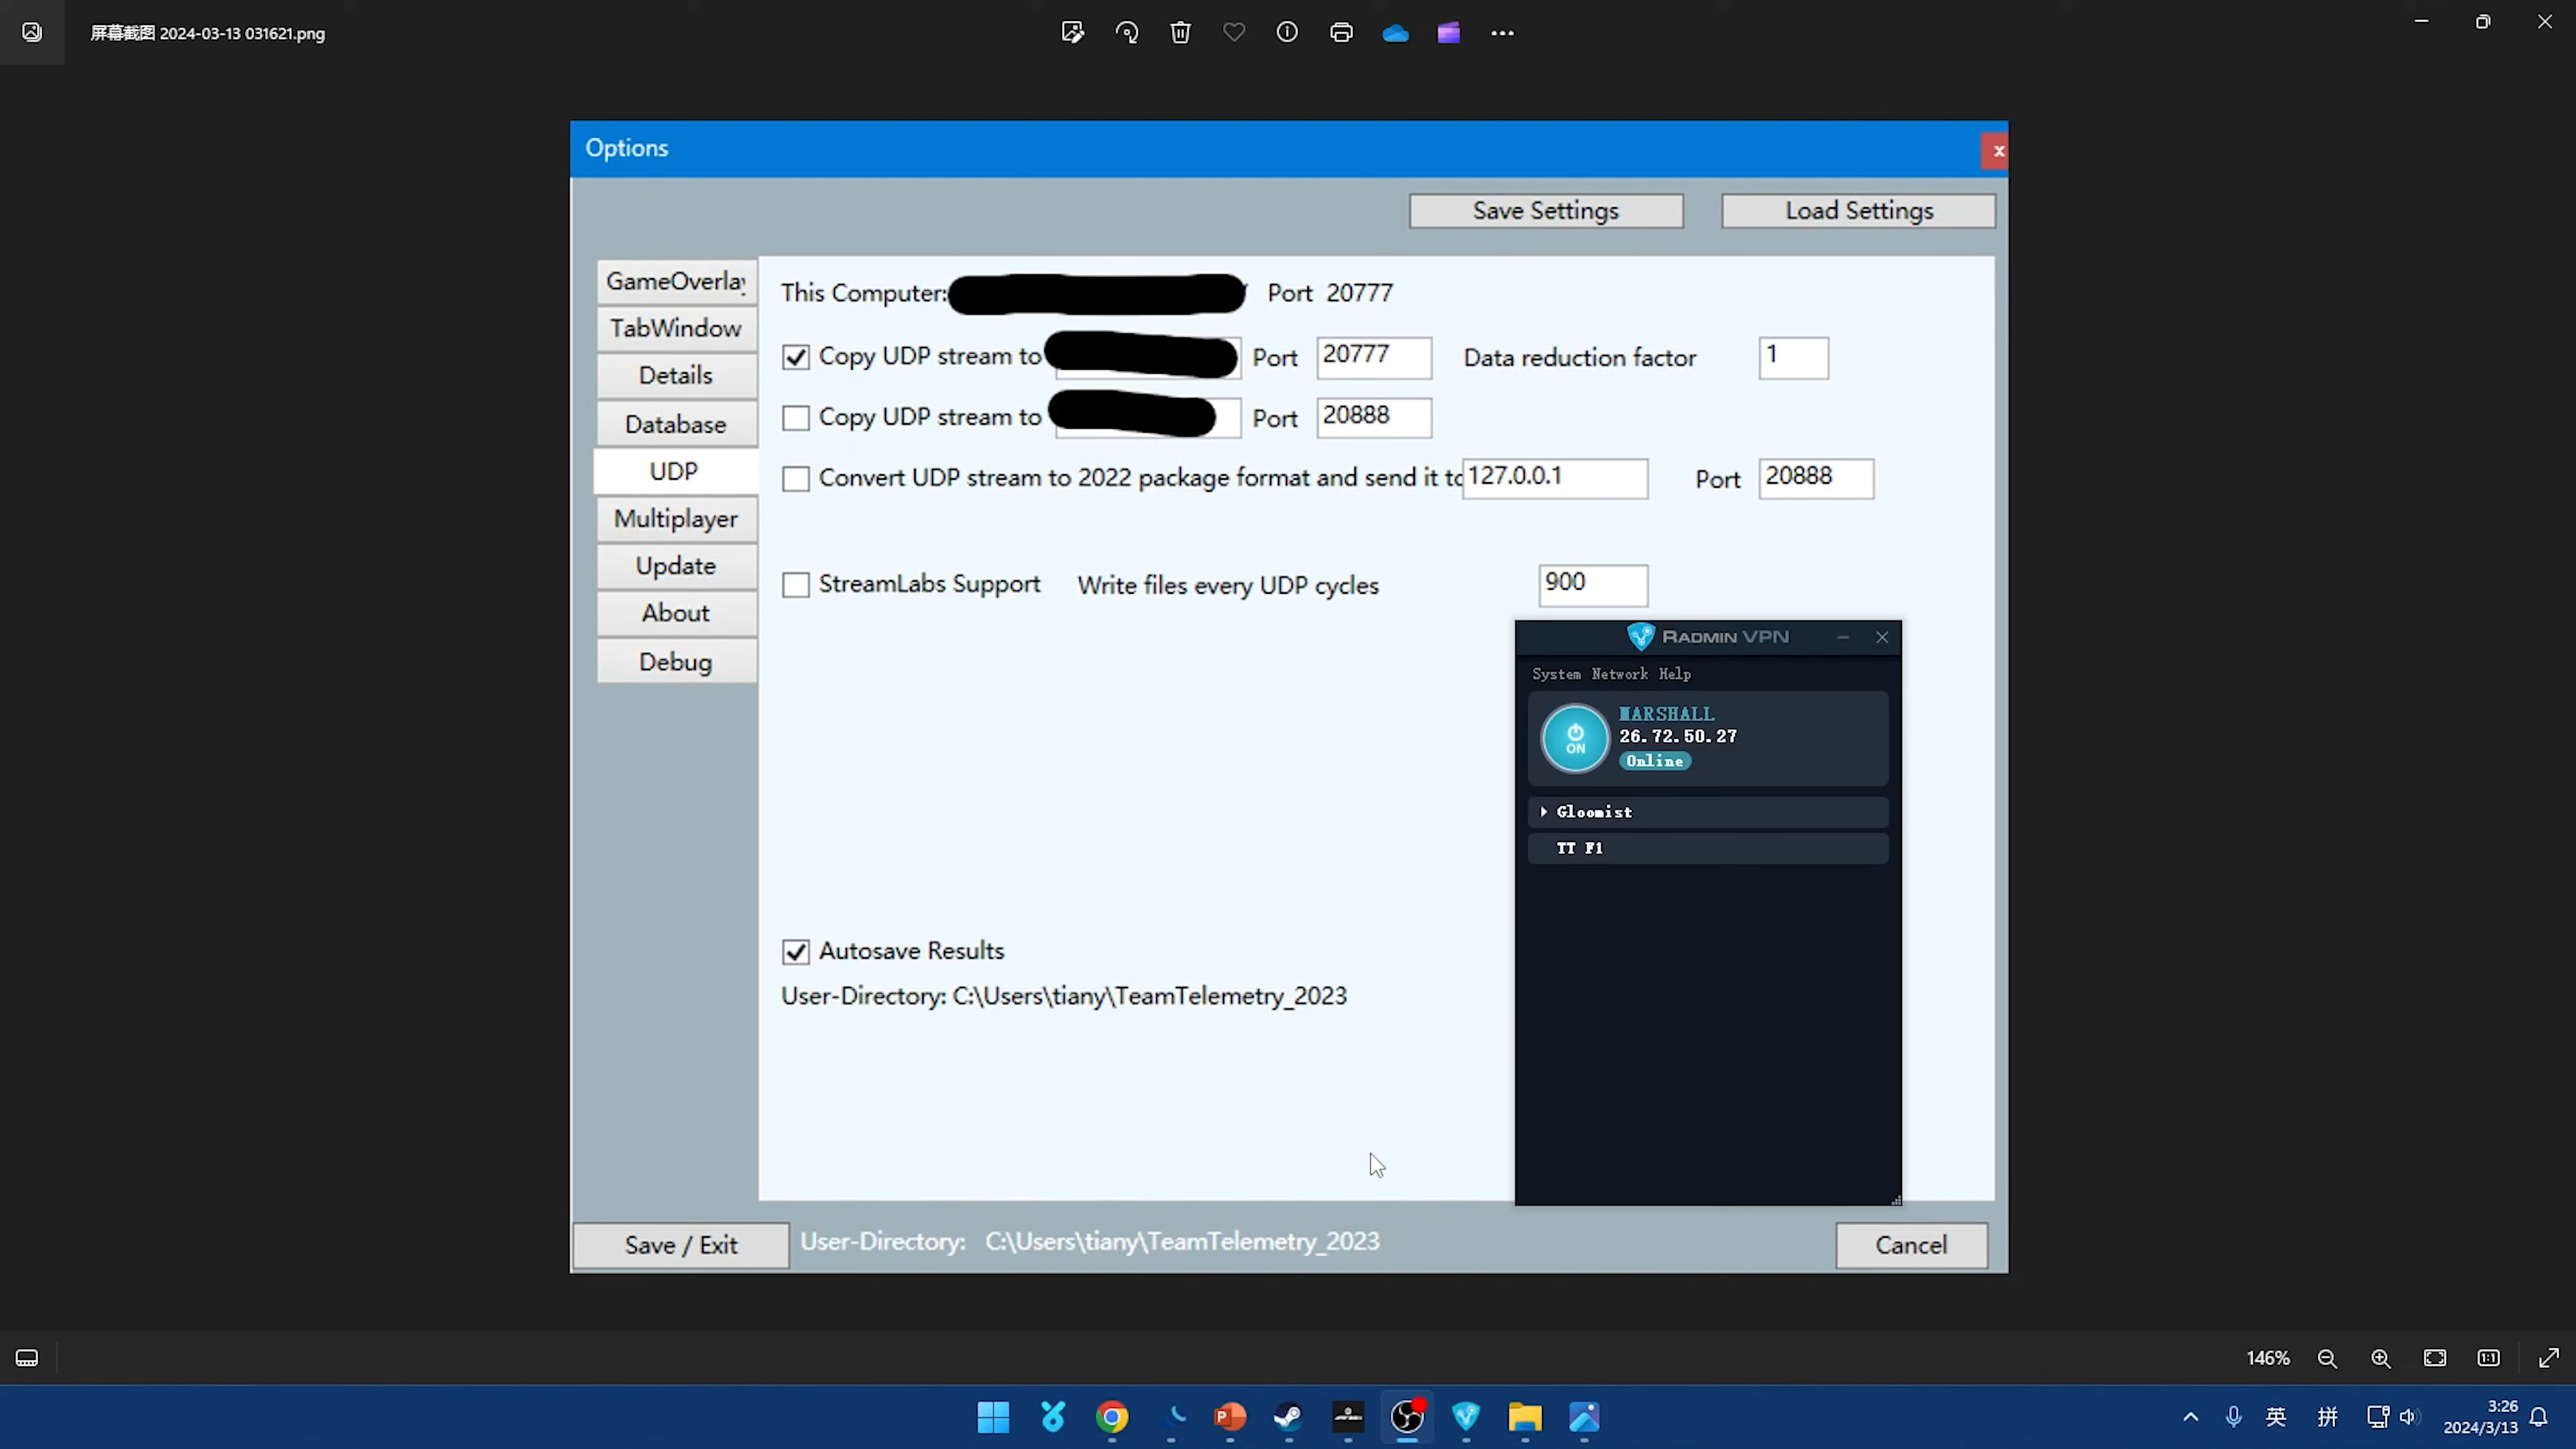 屏幕截图 2024-03-13 031621.png
Options
Save Settings
Load Settings
GameOverlay
TabWindow
Details
Database
UDP
Multiplayer
Update
About
Debug
This Computer: Port 20777
Copy UDP stream to Port 20777 Data reduction factor 1
Copy UDP stream to Port 20888
Convert UDP stream to 2022 package format and send it to 127.0.0.1 Port 20888
StreamLabs Support Write files every UDP cycles 900
RADMIN VPN
System Network Help
MARSHALL
26.72.50.27
ON
Online
Gloomist
TT F1
Autosave Results
User-Directory: C:\Users\tiany\TeamTelemetry_2023
Save / Exit
User-Directory: C:\Users\tiany\TeamTelemetry_2023
Cancel
146%
1:1
英
拼
3:26
2024/3/13